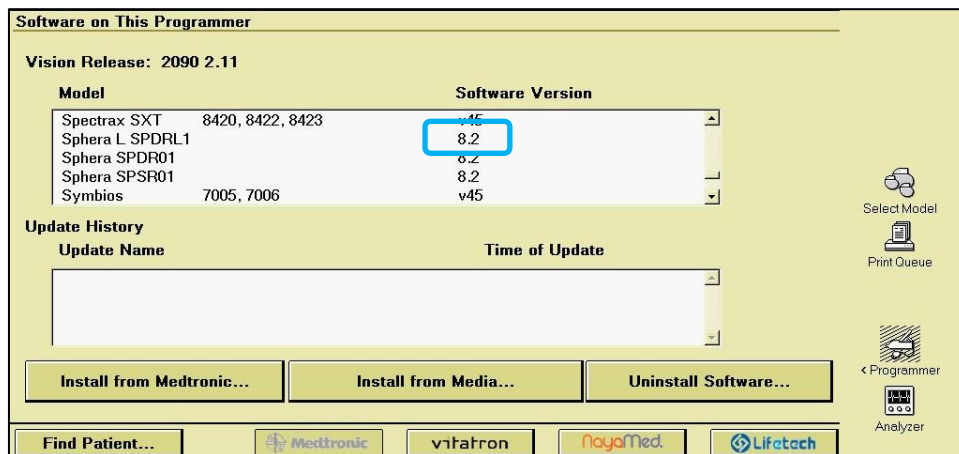 Software on This Programmer
Vision Release: 2090 2.11
Model Software Version
Spectrax SXT 8420, 8422, 8423 v45
Sphera L SPDRL1 8.2
Sphera SPDR01 8.2
Sphera SPSR01 8.2
Symbios 7005, 7006 v45
Select Model
Update History
Update Name Time of Update
Print Queue
Install from Medtronic... Install from Media... Uninstall Software...
< Programmer
Analyzer
Find Patient... Medtronic vitatron NayaMed. Lifetech